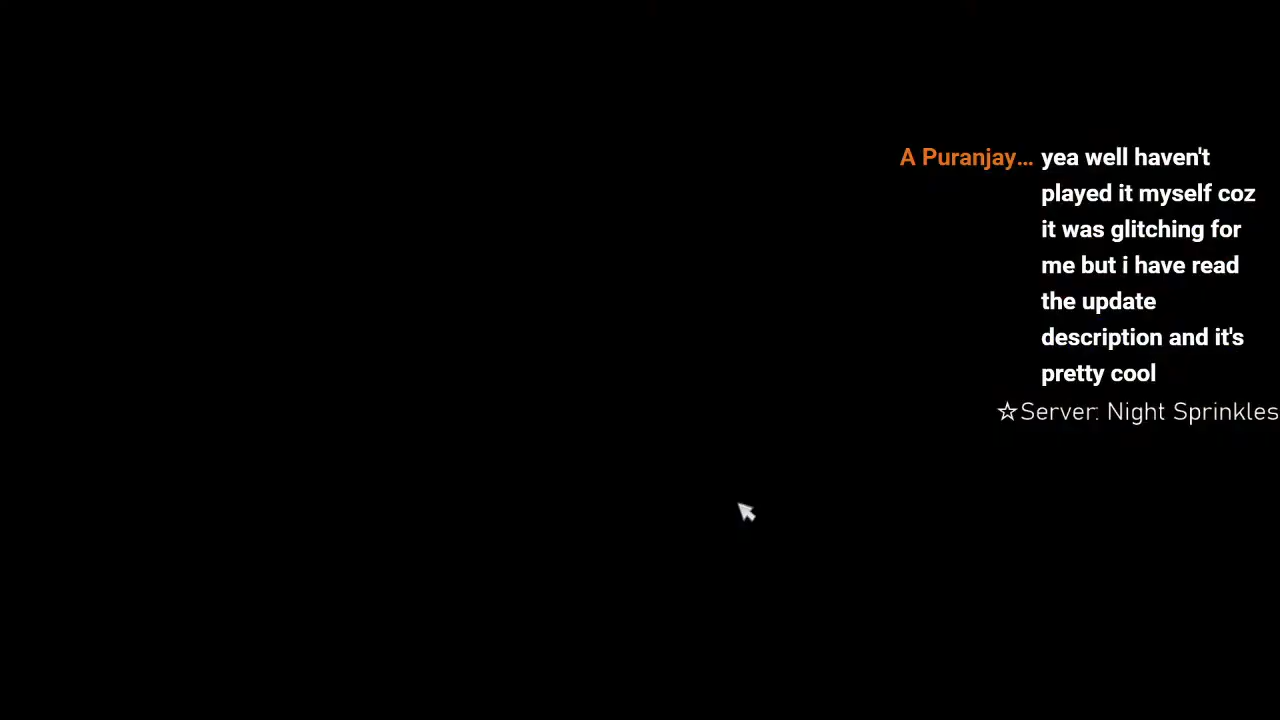 A Puranjay... yea well haven't
played it myself coz
it was glitching for
me but i have read
the update
description and it's
pretty cool
☆Server: Night Sprinkles